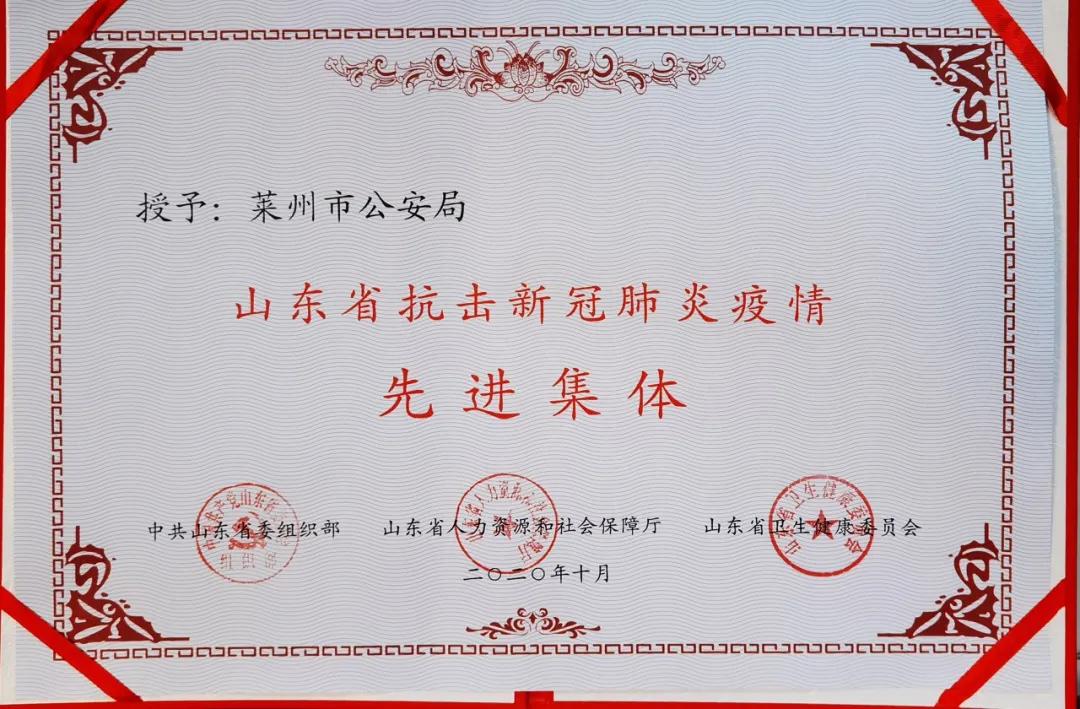 授予：莱州市公安局
山东省抗击新冠肺炎疫情
先进集体
中共山东省委组织部 山东省人力资源和社会保障厅 山东省卫生健康委员会
二〇二〇年十月